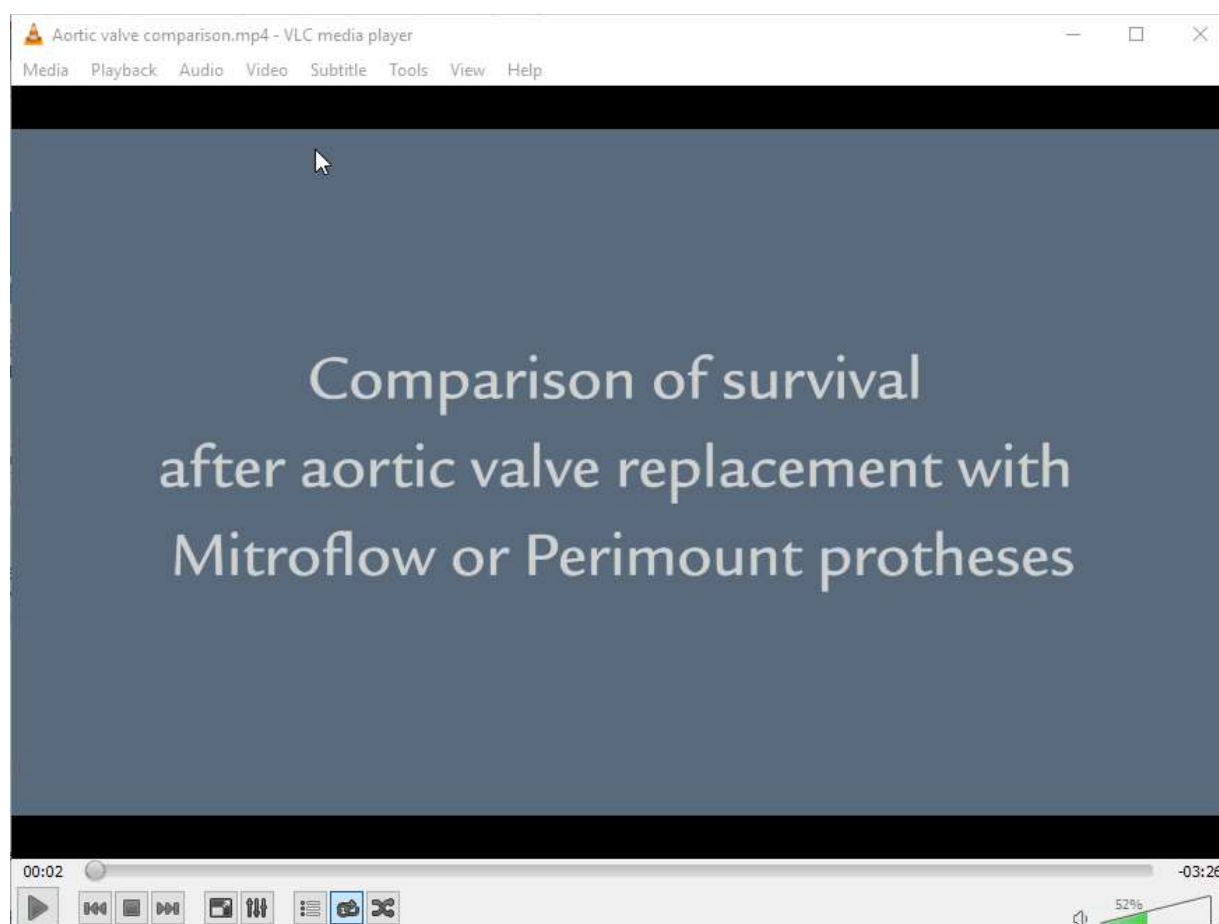 Aortic valve comparison.mp4 - VLC media player
Media Playback Audio Video Subtitle Tools View Help
Comparison of survival
after aortic valve replacement with
Mitroflow or Perimount protheses
00:02
-03:26
52%